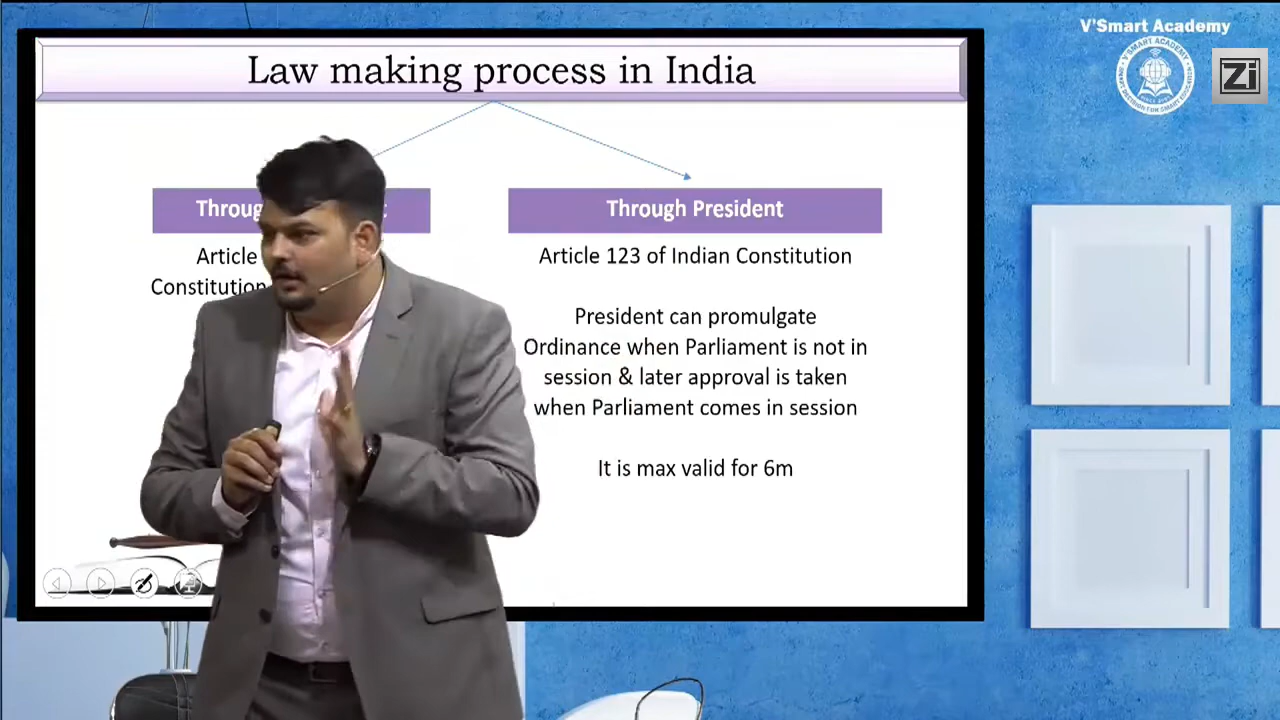 V'Smart Academy
V'SMART ACADEMY
Zi
Law making process in India
Through President
Article
Constitution
Article 123 of Indian Constitution
President can promulgate
Ordinance when Parliament is not in
session & later approval is taken
when Parliament comes in session
It is max valid for 6m